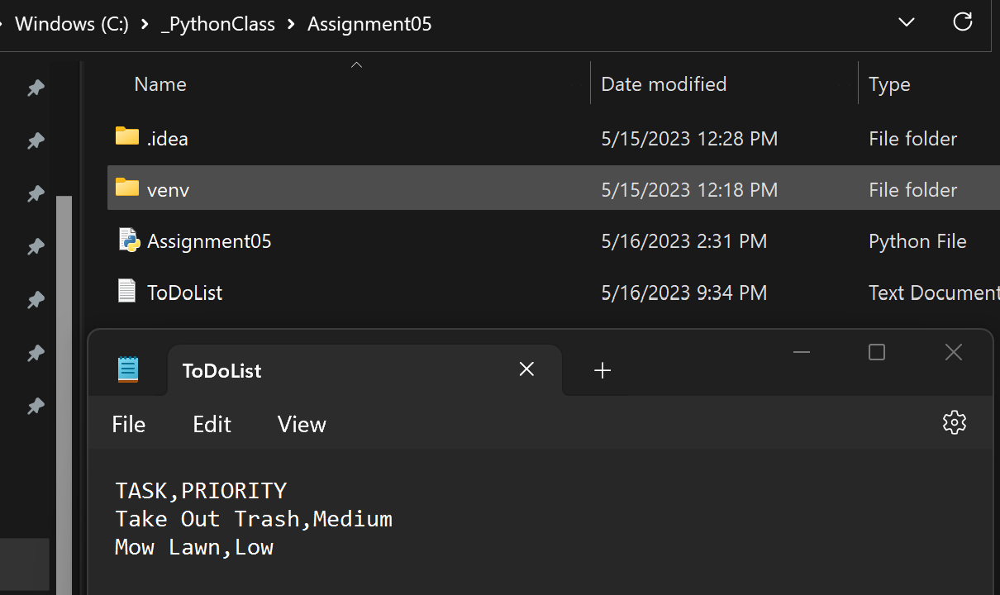 Windows (C:) > _PythonClass > Assignment05
Name Date modified Type
.idea 5/15/2023 12:28 PM File folder
venv 5/15/2023 12:18 PM File folder
Assignment05 5/16/2023 2:31 PM Python File
ToDoList 5/16/2023 9:34 PM Text Document
ToDoList
File Edit View
TASK,PRIORITY
Take Out Trash,Medium
Mow Lawn,Low